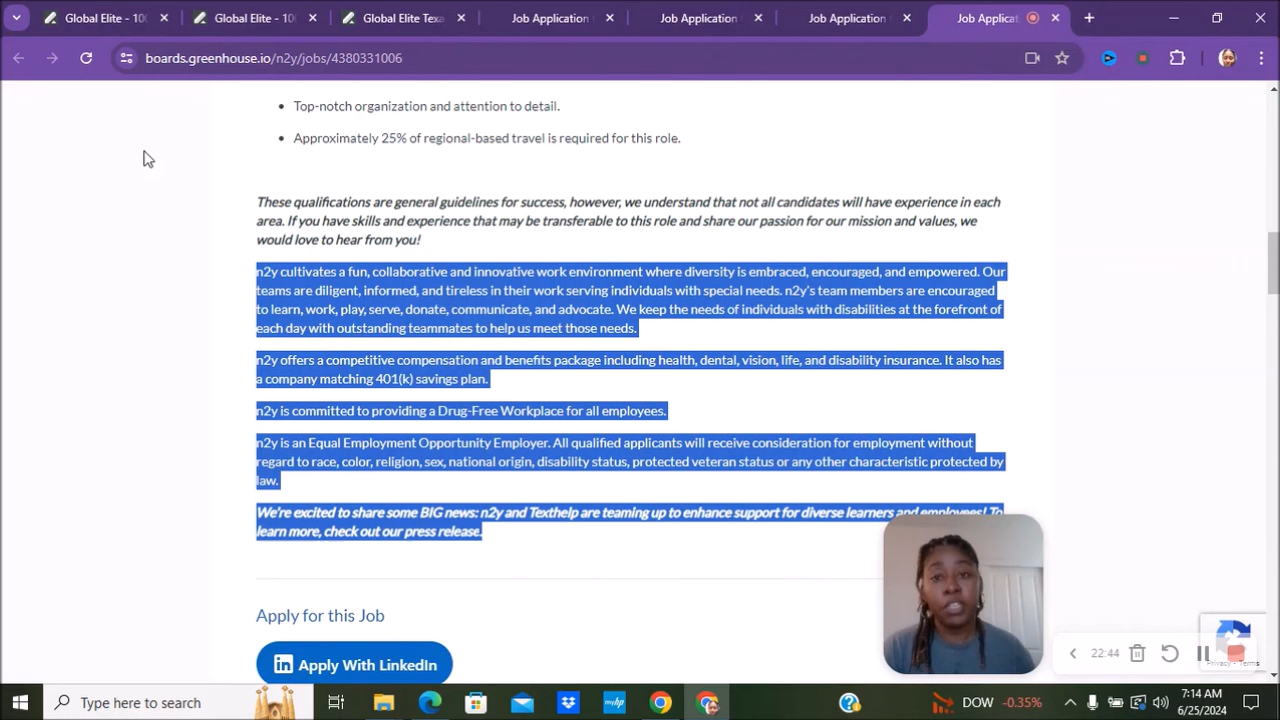 Global Elite - 100
Global Elite - 100
Global Elite Texa
Job Application
Job Application
Job Application
Job Applicat
boards.greenhouse.io/n2y/jobs/4380331006
Top-notch organization and attention to detail.
Approximately 25% of regional-based travel is required for this role.
These qualifications are general guidelines for success, however, we understand that not all candidates will have experience in each
area. If you have skills and experience that may be transferable to this role and share our passion for our mission and values, we
would love to hear from you!
n2y cultivates a fun, collaborative and innovative work environment where diversity is embraced, encouraged, and empowered. Our
teams are diligent, informed, and tireless in their work serving individuals with special needs. n2y's team members are encouraged
to learn, work, play, serve, donate, communicate, and advocate. We keep the needs of individuals with disabilities at the forefront of
each day with outstanding teammates to help us meet those needs.
n2y offers a competitive compensation and benefits package including health, dental, vision, life, and disability insurance. It also has
a company matching 401(k) savings plan.
n2y is committed to providing a Drug-Free Workplace for all employees.
n2y is an Equal Employment Opportunity Employer. All qualified applicants will receive consideration for employment without
regard to race, color, religion, sex, national origin, disability status, protected veteran status or any other characteristic protected by
law.
We're excited to share some BIG news: n2y and Texthelp are teaming up to enhance support for diverse learners and employees! To
learn more, check out our press release.
Apply for this Job
in Apply With LinkedIn
22:44
Privacy - Terms
Type here to search
DOW -0.35%
7:14 AM
6/25/2024